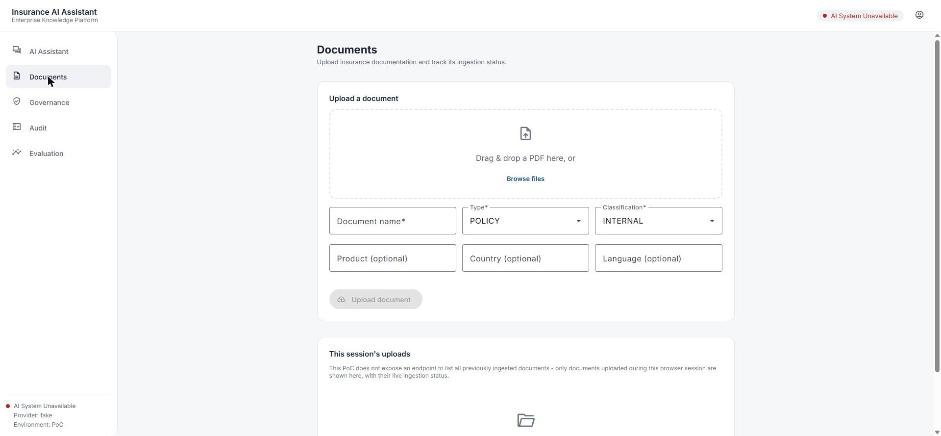 Insurance AI Assistant
Enterprise Knowledge Platform
AI System Unavailable
AI Assistant
Documents
Governance
Audit
Evaluation
AI System Unavailable
Provider: fake
Environment: PoC
Documents
Upload insurance documentation and track its ingestion status.
Upload a document
Drag & drop a PDF here, or
Browse files
Document name*
Type*
POLICY
Classification*
INTERNAL
Product (optional)
Country (optional)
Language (optional)
Upload document
This session's uploads
This PoC does not expose an endpoint to list all previously ingested documents - only documents uploaded during this browser session are
shown here, with their live ingestion status.